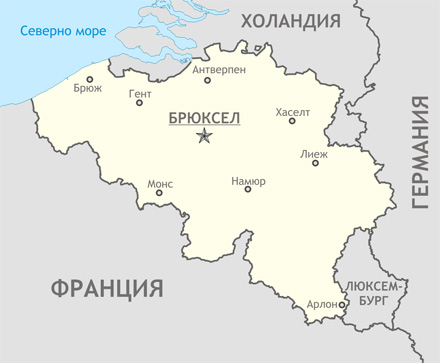 ХОЛАНДИЯ
Северно море
Антверпен
Брюж
Гент
ГЕРМАНИЯ
БРЮКСЕЛ
Хаселт
Лиеж
Монс
Намюр
ФРАНЦИЯ
ЛЮКСЕМ-
БУРГ
Арлон